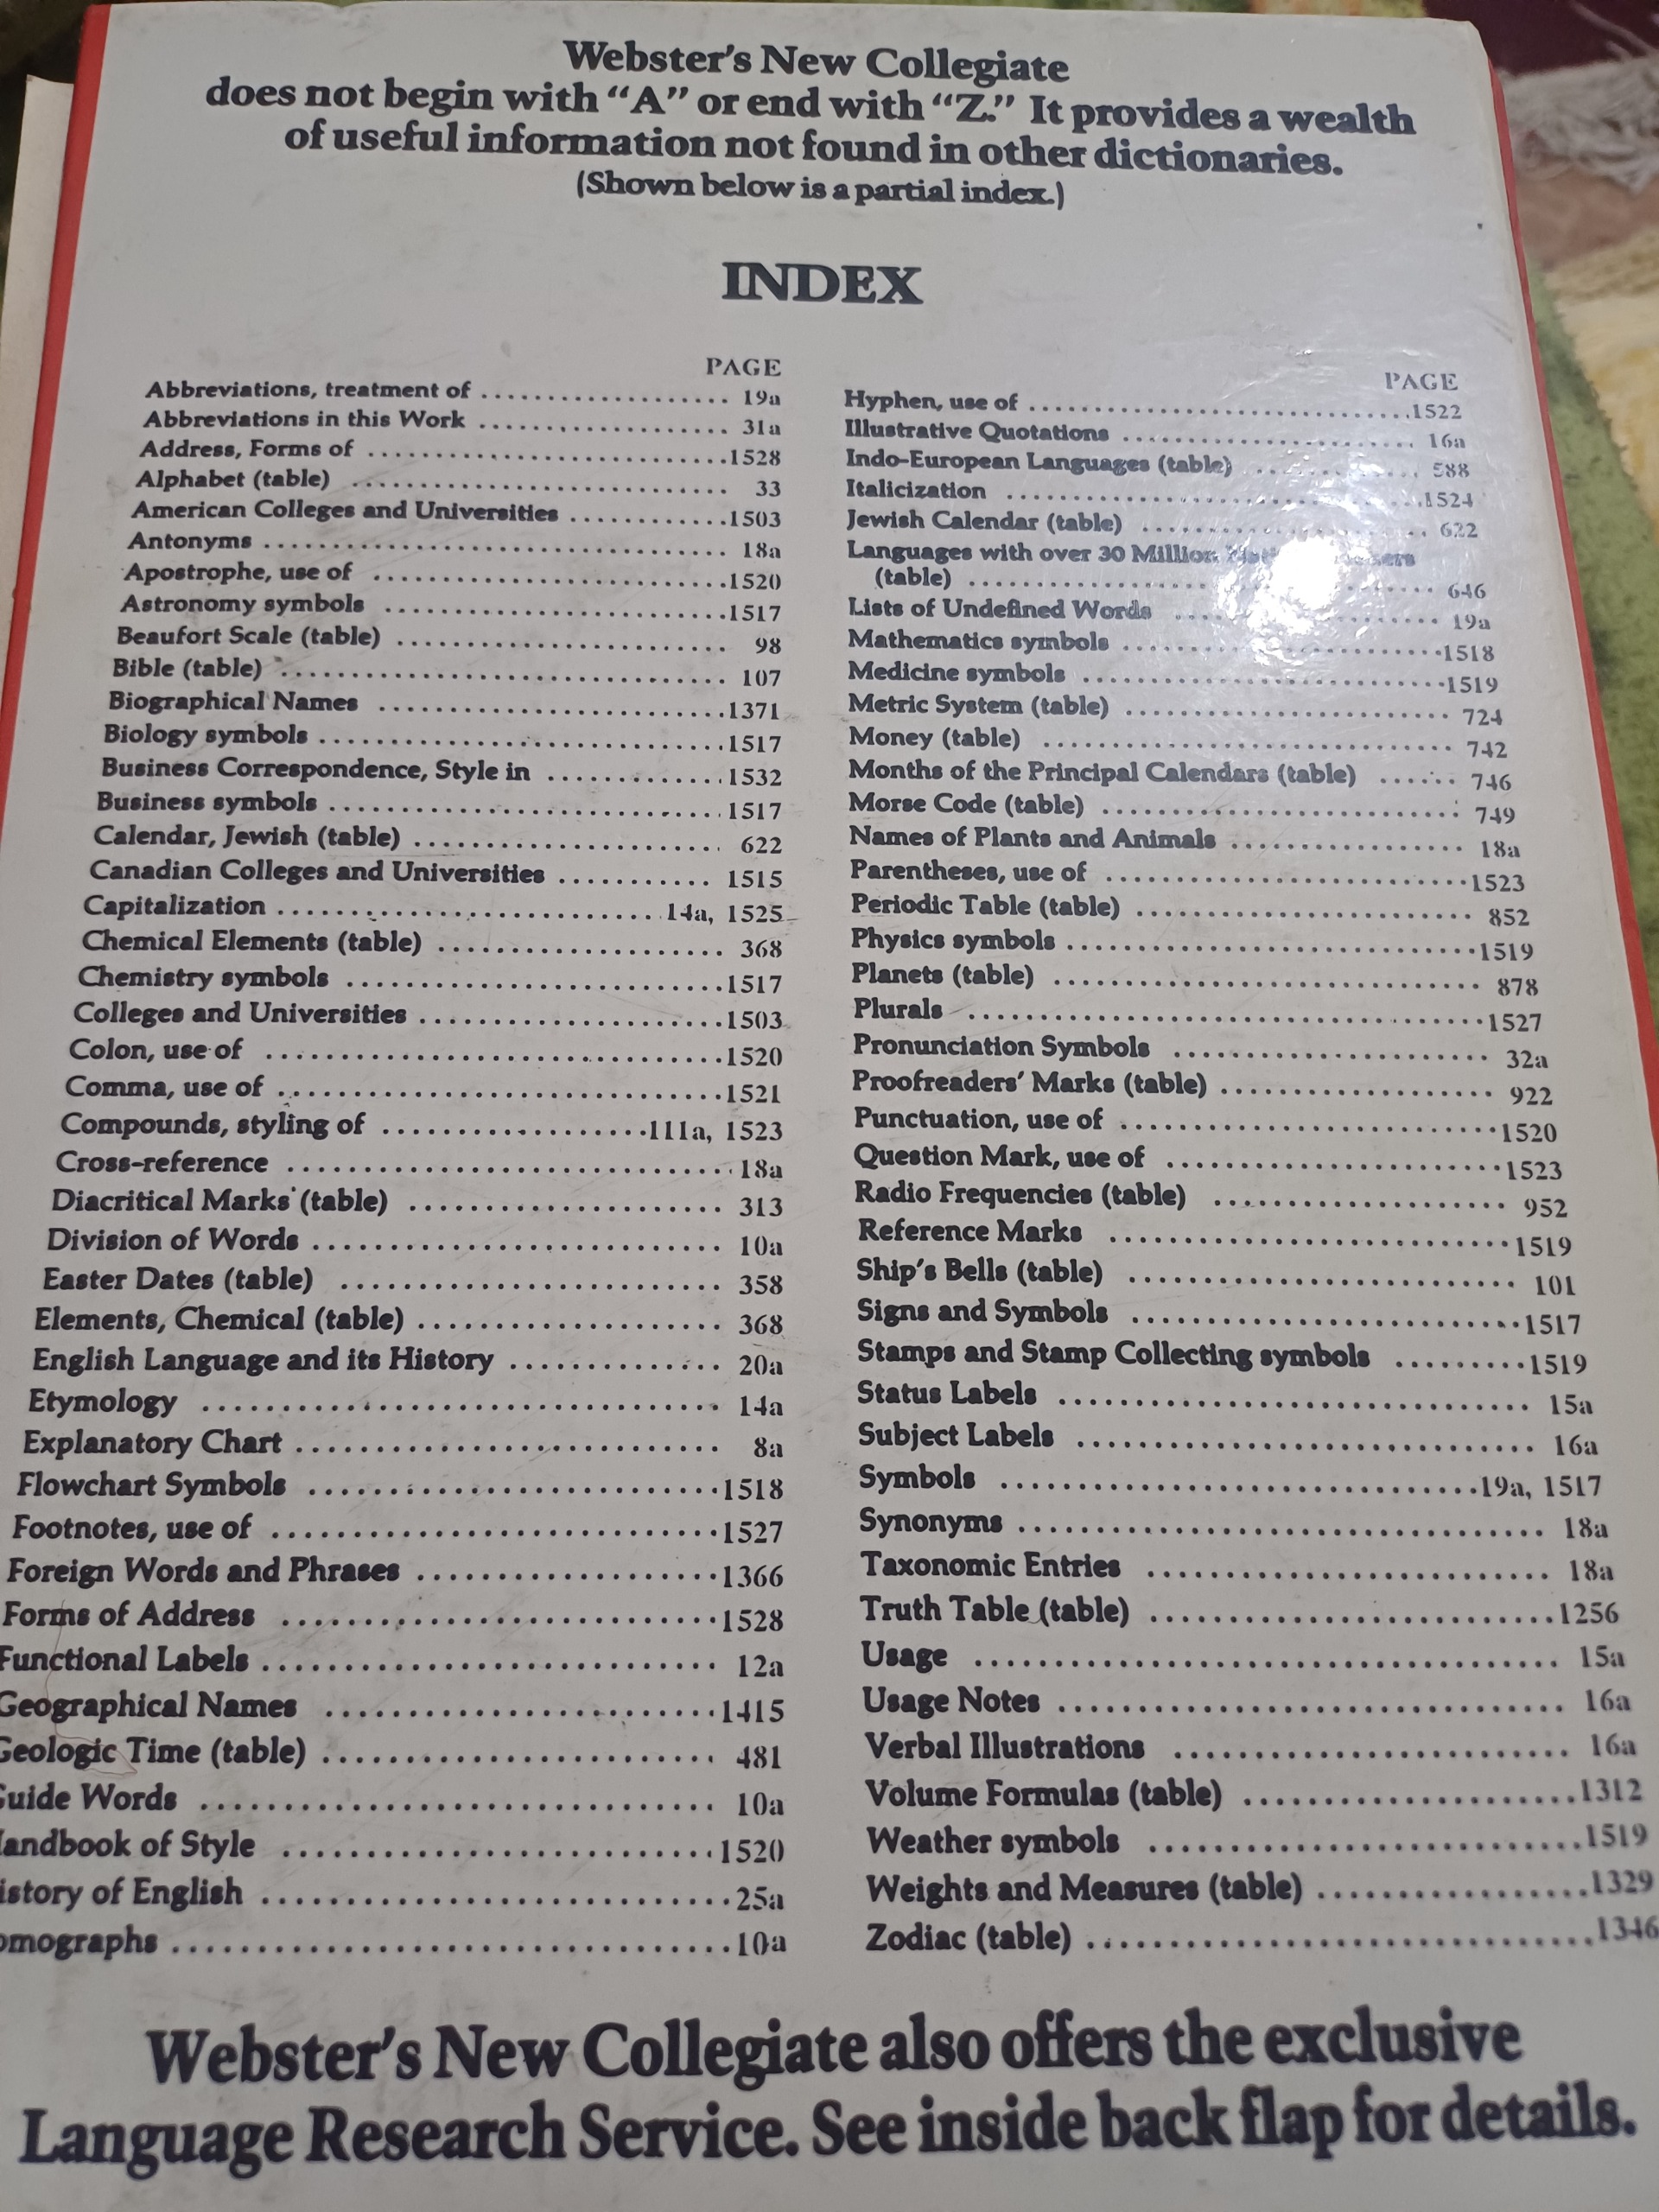 Webster's New Collegiate
does not begin with "A" or end with "Z." It provides a wealth
of useful information not found in other dictionaries.
(Shown below is a partial index.)
INDEX
PAGE
Abbreviations, treatment of .................. 19a
Abbreviations in this Work .................. 31a
Address, Forms of ..........................1528
Alphabet (table) ........................... 33
American Colleges and Universities ............1503
Antonyms ................................. 18a
Apostrophe, use of ..........................1520
Astronomy symbols .........................1517
Beaufort Scale (table) ........................ 98
Bible (table) ................................ 107
Biographical Names .........................1371
Biology symbols .............................1517
Business Correspondence, Style in .............1532
Business symbols ............................1517
Calendar, Jewish (table) ...................... 622
Canadian Colleges and Universities ........... 1515
Capitalization ............................14a, 1525
Chemical Elements (table) .................... 368
Chemistry symbols ...........................1517
Colleges and Universities ......................1503
Colon, use of ................................1520
Comma, use of ...............................1521
Compounds, styling of ..................111a, 1523
Cross-reference ..............................18a
Diacritical Marks (table) ...................... 313
Division of Words ............................ 10a
Easter Dates (table) .......................... 358
Elements, Chemical (table) ..................... 368
English Language and its History .............. 20a
Etymology .................................. 14a
Explanatory Chart ............................ 8a
Flowchart Symbols ...........................1518
Footnotes, use of .............................1527
Foreign Words and Phrases ....................1366
Forms of Address .............................1528
Functional Labels ............................. 12a
Geographical Names ..........................1415
Geologic Time (table) ......................... 481
Guide Words ................................ 10a
Handbook of Style ............................1520
History of English .............................25a
Homographs .................................10a
PAGE
Hyphen, use of .............................1522
Illustrative Quotations ...................... 16a
Indo-European Languages (table) ............ 588
Italicization ...............................1524
Jewish Calendar (table) ..................... 622
Languages with over 30 Million
(table) .................................. 646
Lists of Undefined Words .................... 19a
Mathematics symbols .......................1518
Medicine symbols ..........................1519
Metric System (table) ....................... 724
Money (table) .............................. 742
Months of the Principal Calendars (table) ...... 746
Morse Code (table) .......................... 749
Names of Plants and Animals ................. 18a
Parentheses, use of ..........................1523
Periodic Table (table) ........................ 852
Physics symbols .............................1519
Planets (table) .............................. 878
Plurals .....................................1527
Pronunciation Symbols ....................... 32a
Proofreaders' Marks (table) ................... 922
Punctuation, use of ...........................1520
Question Mark, use of ........................1523
Radio Frequencies (table) ..................... 952
Reference Marks .............................1519
Ship's Bells (table) ........................... 101
Signs and Symbols ............................1517
Stamps and Stamp Collecting symbols .........1519
Status Labels ................................ 15a
Subject Labels ............................... 16a
Symbols ................................19a, 1517
Synonyms ................................... 18a
Taxonomic Entries ........................... 18a
Truth Table (table) ...........................1256
Usage ...................................... 15a
Usage Notes ................................. 16a
Verbal Illustrations ........................... 16a
Volume Formulas (table) ......................1312
Weather symbols .............................1519
Weights and Measures (table) .................1329
Zodiac (table) ................................1346
Webster's New Collegiate also offers the exclusive
Language Research Service. See inside back flap for details.